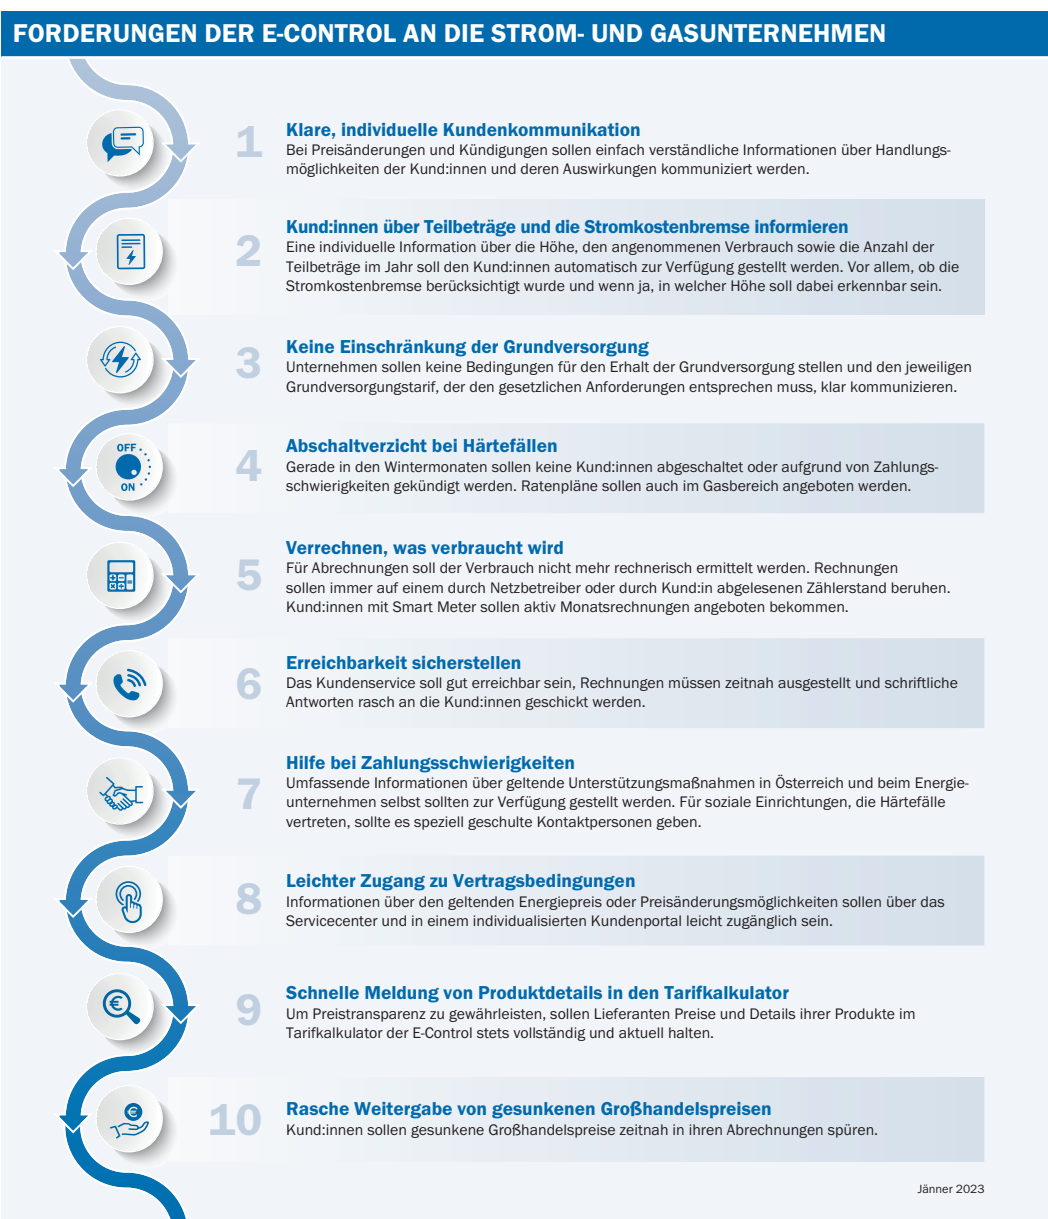 FORDERUNGEN DER E-CONTROL AN DIE STROM- UND GASUNTERNEHMEN
1
Klare, individuelle Kundenkommunikation
Bei Preisänderungen und Kündigungen sollen einfach verständliche Informationen über Handlungs-
möglichkeiten der Kund:innen und deren Auswirkungen kommuniziert werden.
2
Kund:innen über Teilbeträge und die Stromkostenbremse informieren
Eine individuelle Information über die Höhe, den angenommenen Verbrauch sowie die Anzahl der
Teilbeträge im Jahr soll den Kund:innen automatisch zur Verfügung gestellt werden. Vor allem, ob die
Stromkostenbremse berücksichtigt wurde und wenn ja, in welcher Höhe soll dabei erkennbar sein.
3
Keine Einschränkung der Grundversorgung
Unternehmen sollen keine Bedingungen für den Erhalt der Grundversorgung stellen und den jeweiligen
Grundversorgungstarif, der den gesetzlichen Anforderungen entsprechen muss, klar kommunizieren.
OFF
ON
4
Abschaltverzicht bei Härtefällen
Gerade in den Wintermonaten sollen keine Kund:innen abgeschaltet oder aufgrund von Zahlungs-
schwierigkeiten gekündigt werden. Ratenpläne sollen auch im Gasbereich angeboten werden.
5
Verrechnen, was verbraucht wird
Für Abrechnungen soll der Verbrauch nicht mehr rechnerisch ermittelt werden. Rechnungen
sollen immer auf einem durch Netzbetreiber oder durch Kund:in abgelesenen Zählerstand beruhen.
Kund:innen mit Smart Meter sollen aktiv Monatsrechnungen angeboten bekommen.
6
Erreichbarkeit sicherstellen
Das Kundenservice soll gut erreichbar sein, Rechnungen müssen zeitnah ausgestellt und schriftliche
Antworten rasch an die Kund:innen geschickt werden.
7
Hilfe bei Zahlungsschwierigkeiten
Umfassende Informationen über geltende Unterstützungsmaßnahmen in Österreich und beim Energie-
unternehmen selbst sollten zur Verfügung gestellt werden. Für soziale Einrichtungen, die Härtefälle
vertreten, sollte es speziell geschulte Kontaktpersonen geben.
8
Leichter Zugang zu Vertragsbedingungen
Informationen über den geltenden Energiepreis oder Preisänderungsmöglichkeiten sollen über das
Servicecenter und in einem individualisierten Kundenportal leicht zugänglich sein.
€
9
Schnelle Meldung von Produktdetails in den Tarifkalkulator
Um Preistransparenz zu gewährleisten, sollen Lieferanten Preise und Details ihrer Produkte im
Tarifkalkulator der E-Control stets vollständig und aktuell halten.
€
10
Rasche Weitergabe von gesunkenen Großhandelspreisen
Kund:innen sollen gesunkene Großhandelspreise zeitnah in ihren Abrechnungen spüren.
Jänner 2023